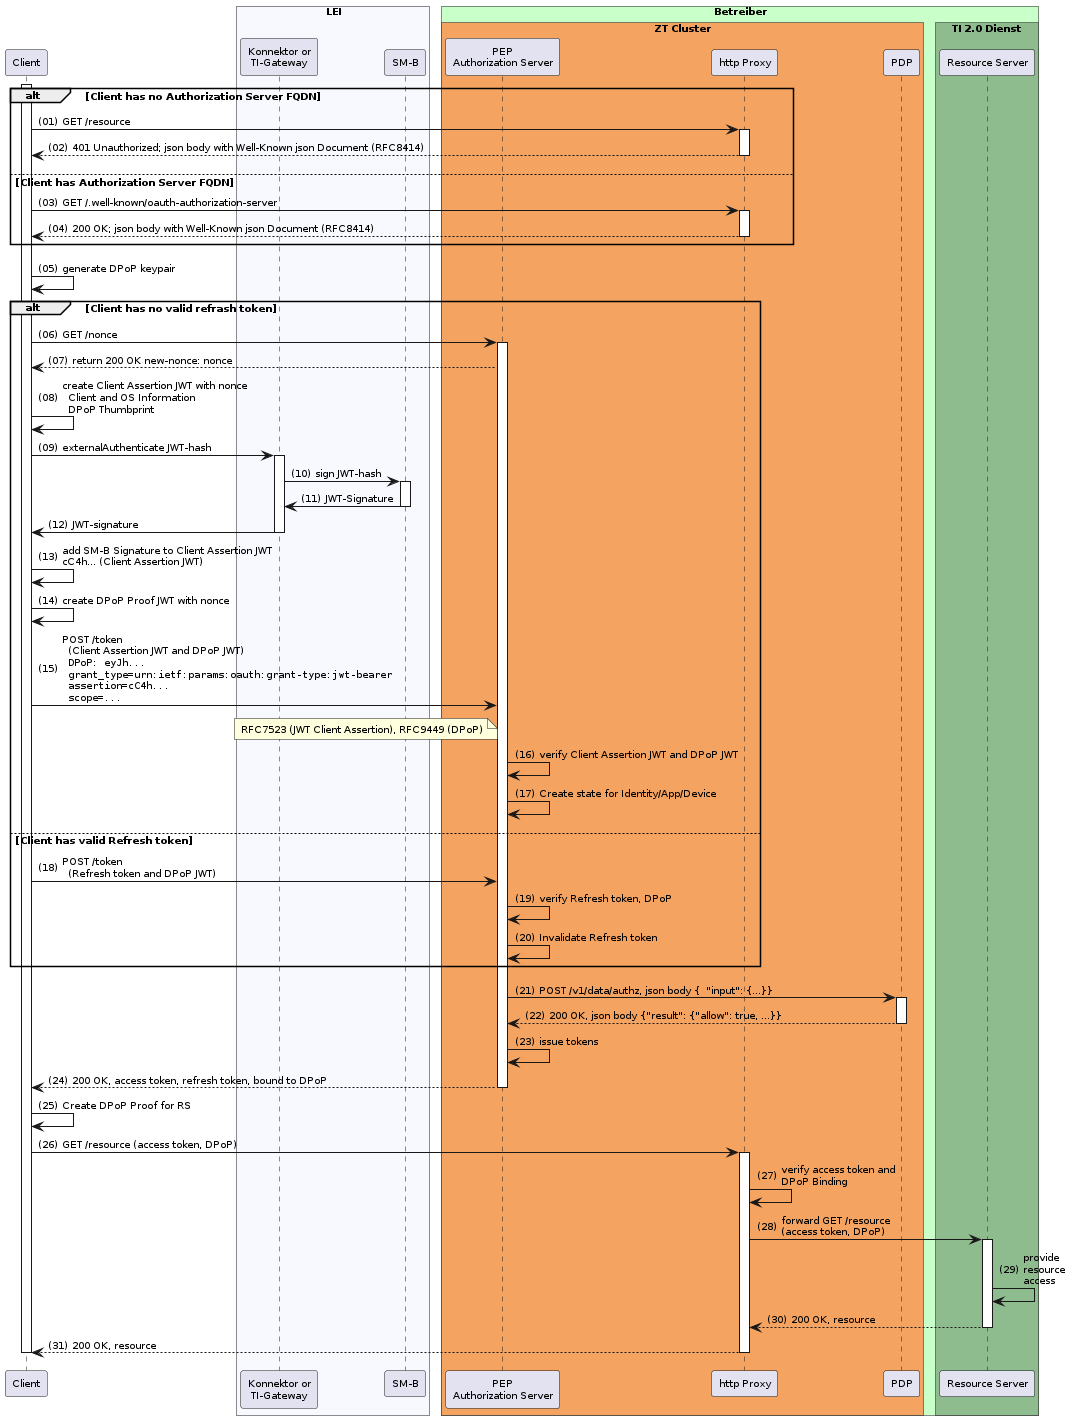 LEI
Betreiber
ZT Cluster
TI 2.0 Dienst
Client
Konnektor or
TI-Gateway
SM-B
PEP
Authorization Server
http Proxy
PDP
Resource Server
alt [Client has no Authorization Server FQDN]
(01) GET /resource
(02) 401 Unauthorized; json body with Well-Known json Document (RFC8414)
[Client has Authorization Server FQDN]
(03) GET /.well-known/oauth-authorization-server
(04) 200 OK; json body with Well-Known json Document (RFC8414)
(05) generate DPoP keypair
alt [Client has no valid refrash token]
(06) GET /nonce
(07) return 200 OK new-nonce: nonce
(08) create Client Assertion JWT with nonce
Client and OS Information
DPoP Thumbprint
(09) externalAuthenticate JWT-hash
(10) sign JWT-hash
(11) JWT-Signature
(12) JWT-signature
(13) add SM-B Signature to Client Assertion JWT
cC4h... (Client Assertion JWT)
(14) create DPoP Proof JWT with nonce
(15) POST /token
(Client Assertion JWT and DPoP JWT)
DPoP: eyJh...
grant_type=urn:ietf:params:oauth:grant-type:jwt-bearer
assertion=cC4h...
scope=...
RFC7523 (JWT Client Assertion), RFC9449 (DPoP)
(16) verify Client Assertion JWT and DPoP JWT
(17) Create state for Identity/App/Device
[Client has valid Refresh token]
(18) POST /token
(Refresh token and DPoP JWT)
(19) verify Refresh token, DPoP
(20) Invalidate Refresh token
(21) POST /v1/data/authz, json body { "input": {...}}
(22) 200 OK, json body {"result": {"allow": true, ...}}
(23) issue tokens
(24) 200 OK, access token, refresh token, bound to DPoP
(25) Create DPoP Proof for RS
(26) GET /resource (access token, DPoP)
(27) verify access token and
DPoP Binding
(28) forward GET /resource
(access token, DPoP)
(29) provide
resource
access
(30) 200 OK, resource
(31) 200 OK, resource
Client
Konnektor or
TI-Gateway
SM-B
PEP
Authorization Server
http Proxy
PDP
Resource Server